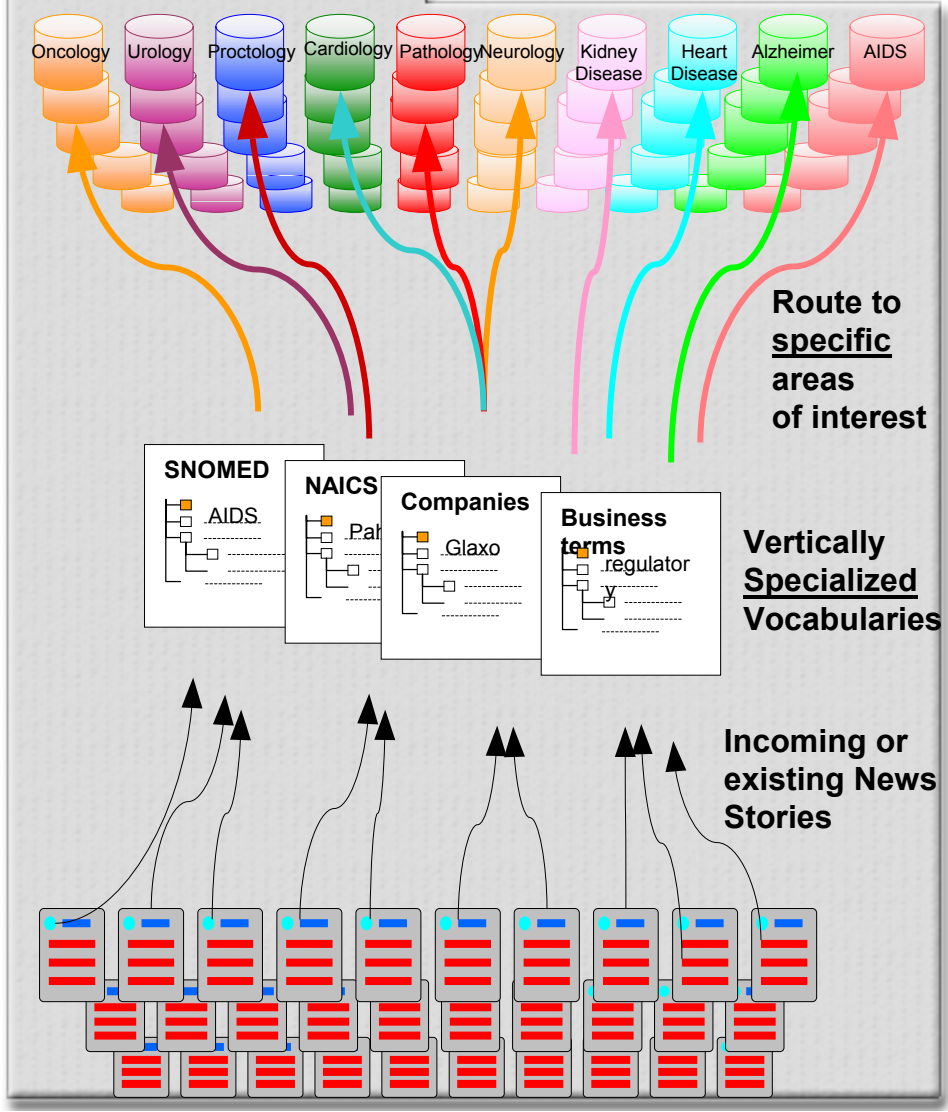 Oncology
Urology
Proctology
Cardiology
Pathology
Neurology
Kidney
Disease
Heart
Disease
Alzheimer
AIDS
Route to
specific
areas
of interest
SNOMED
AIDS
NAICS
Companies
Glaxo
Business
terms
regulator
y
Vertically
Specialized
Vocabularies
Incoming or
existing News
Stories